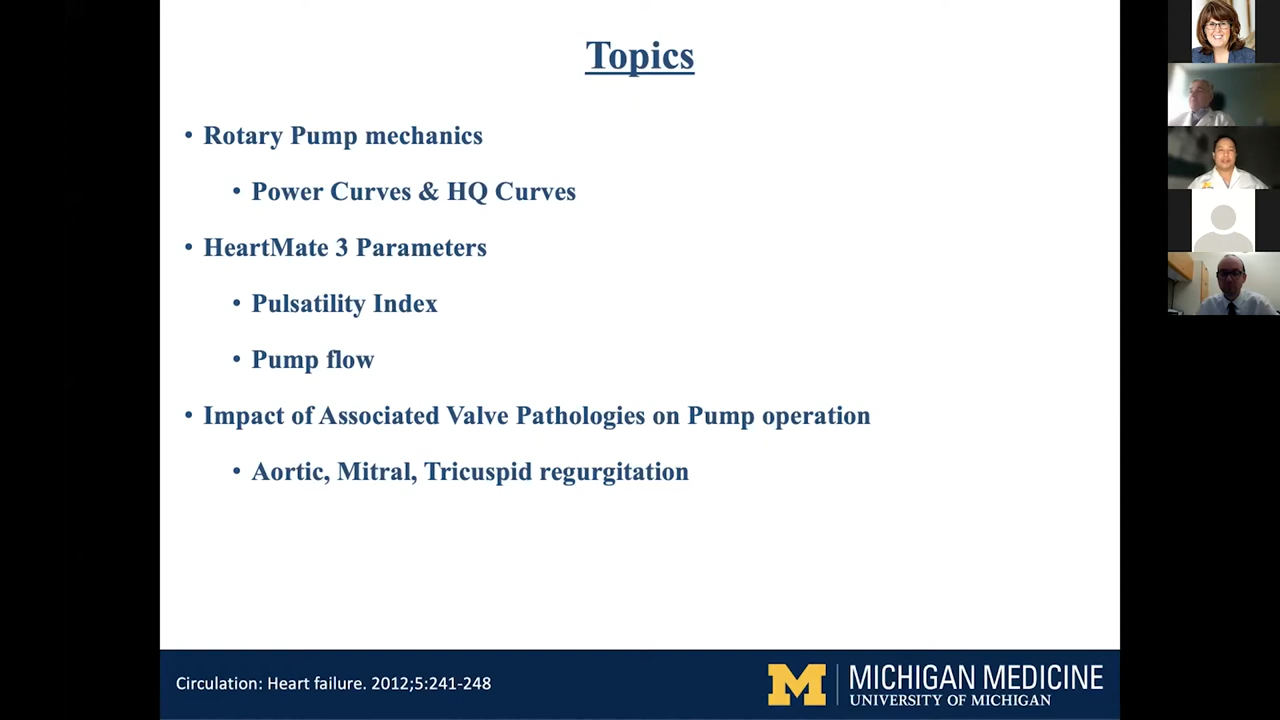 Topics
• Rotary Pump mechanics
• Power Curves & HQ Curves
• HeartMate 3 Parameters
• Pulsatility Index
• Pump flow
• Impact of Associated Valve Pathologies on Pump operation
• Aortic, Mitral, Tricuspid regurgitation
Circulation: Heart failure. 2012;5:241-248
M
MICHIGAN MEDICINE
UNIVERSITY OF MICHIGAN